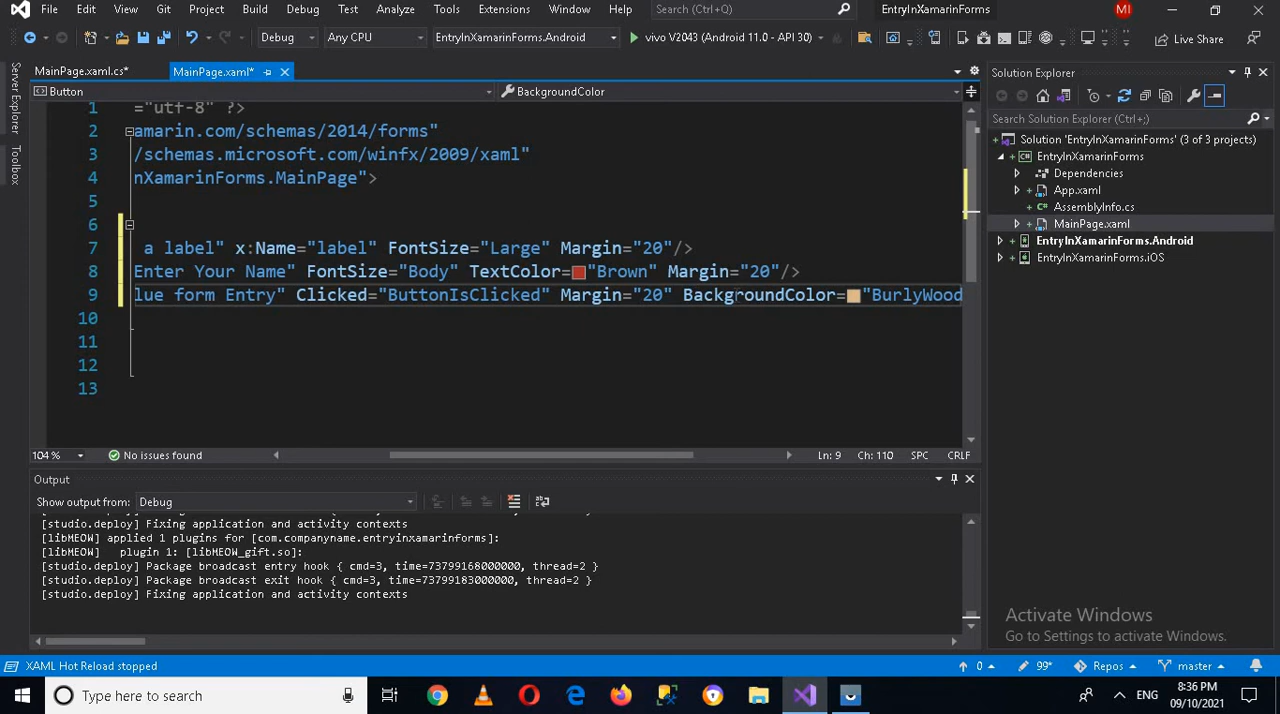 File Edit View Git Project Build Debug Test Analyze Tools Extensions Window Help Search (Ctrl+Q) EntryInXamarinForms MI
Debug Any CPU EntryInXamarinForms.Android vivo V2043 (Android 11.0 - API 30) Live Share
Server Explorer
Toolbox
MainPage.xaml.cs* MainPage.xaml*
Button BackgroundColor
1 ="utf-8" ?>
2 amarin.com/schemas/2014/forms"
3 /schemas.microsoft.com/winfx/2009/xaml"
4 nXamarinForms.MainPage">
5
6
7 a label" x:Name="label" FontSize="Large" Margin="20"/>
8 Enter Your Name" FontSize="Body" TextColor="Brown" Margin="20"/>
9 lue form Entry" Clicked="ButtonIsClicked" Margin="20" BackgroundColor="BurlyWood
10
11
12
13
104 % No issues found Ln: 9 Ch: 110 SPC CRLF
Output
Show output from: Debug
[studio.deploy] Fixing application and activity contexts
[libMEOW] applied 1 plugins for [com.companyname.entryinxamarinforms]:
[libMEOW] plugin 1: [libMEOW_gift.so]:
[studio.deploy] Package broadcast entry hook { cmd=3, time=73799168000000, thread=2 }
[studio.deploy] Package broadcast exit hook { cmd=3, time=73799183000000, thread=2 }
[studio.deploy] Fixing application and activity contexts
Solution Explorer
Search Solution Explorer (Ctrl+;)
Solution 'EntryInXamarinForms' (3 of 3 projects)
EntryInXamarinForms
Dependencies
App.xaml
AssemblyInfo.cs
MainPage.xaml
EntryInXamarinForms.Android
EntryInXamarinForms.iOS
Activate Windows
Go to Settings to activate Windows.
XAML Hot Reload stopped 0 99* Repos master
Type here to search ENG 8:36 PM
09/10/2021